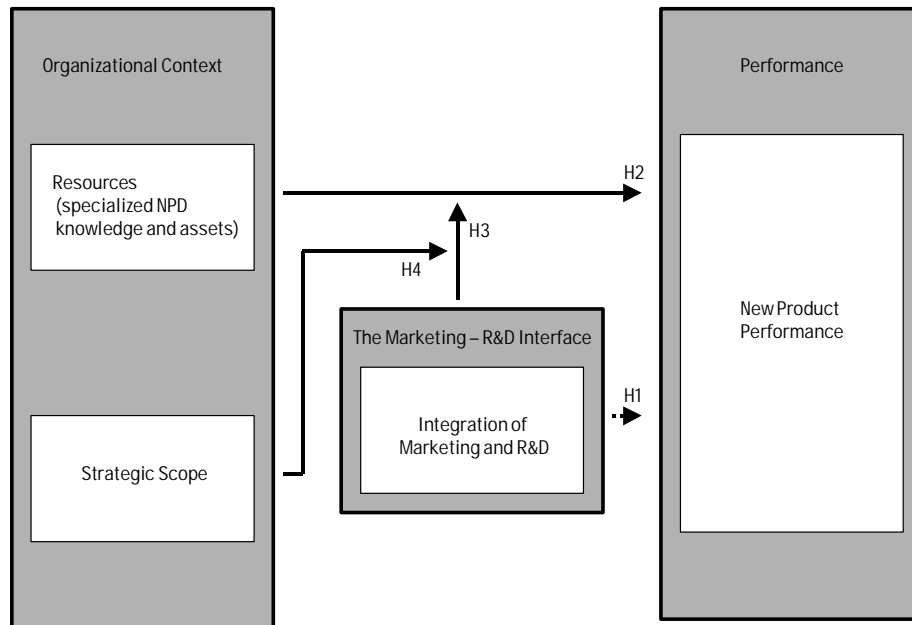 Organizational Context
Performance
Resources
(specialized NPD
knowledge and assets)
H2
H3
H4
The Marketing – R&D Interface
New Product
Performance
H1
Integration of
Marketing and R&D
Strategic Scope